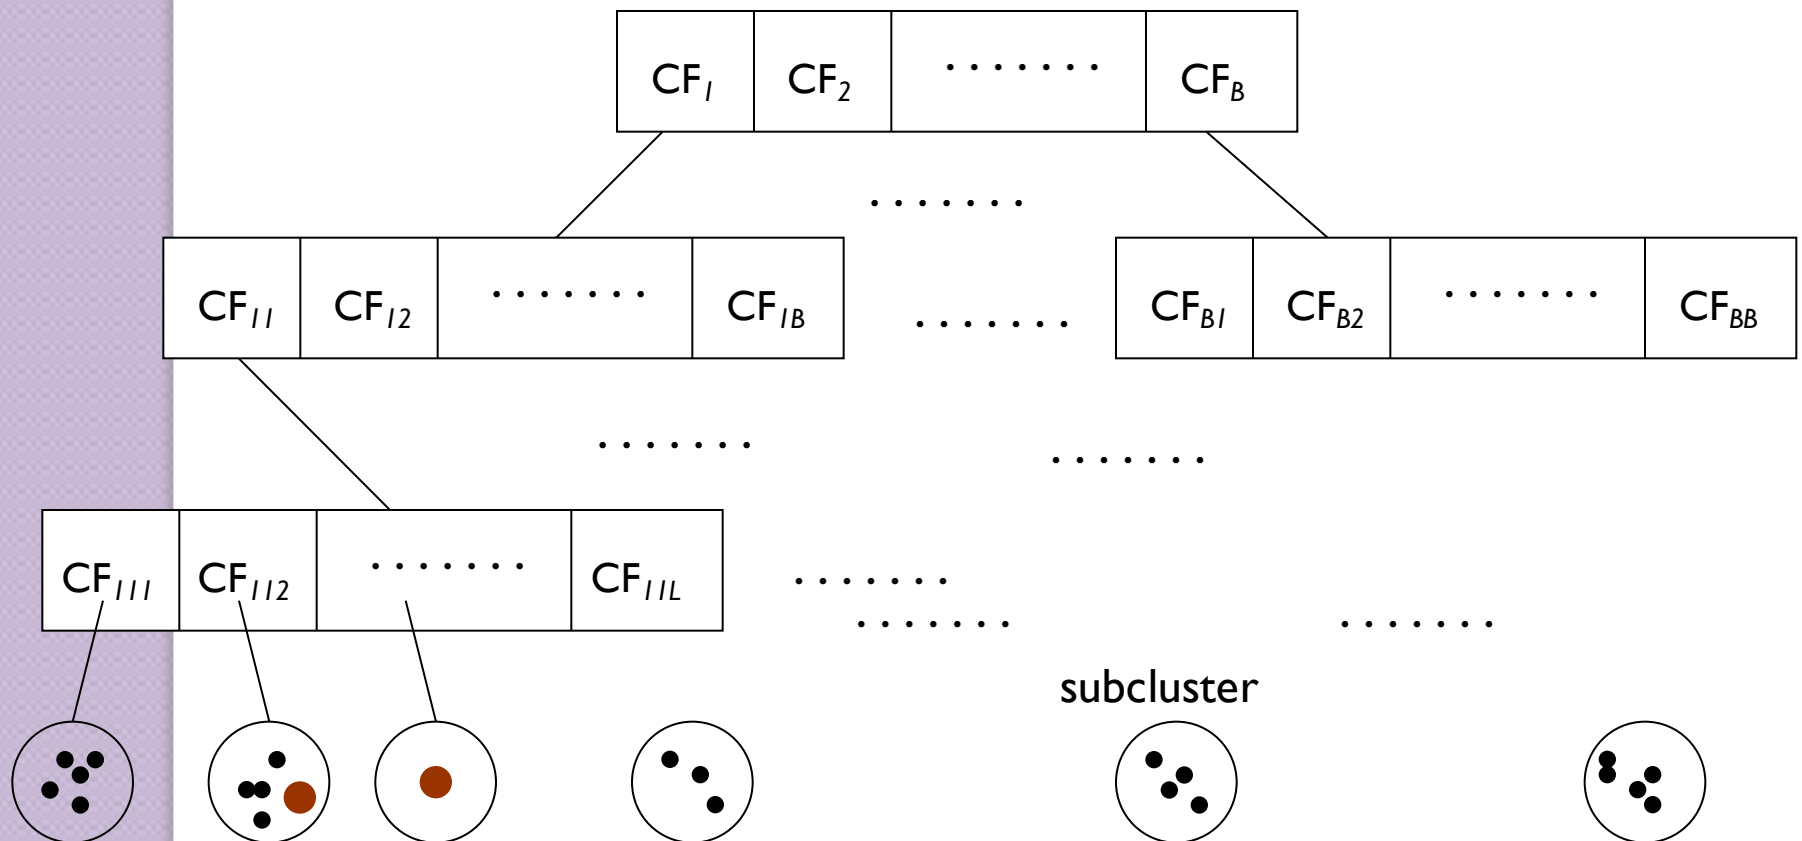 CF1 CF2 ....... CFB
.......
CF11 CF12 ....... CF1B ....... CFB1 CFB2 ....... CFBB
.......  .......
CF111 CF112 ....... CF11L .......
.......  .......
subcluster